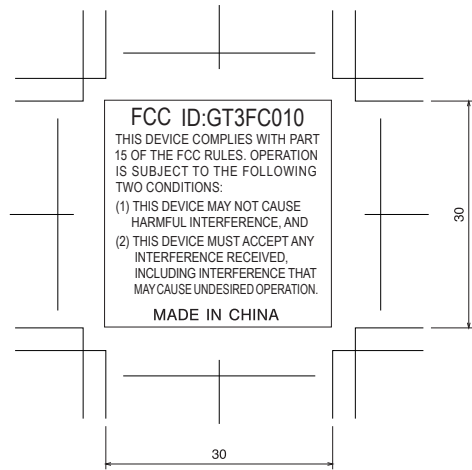 FCC ID:GT3FC010
THIS DEVICE COMPLIES WITH PART
15 OF THE FCC RULES. OPERATION
IS SUBJECT TO THE FOLLOWING
TWO CONDITIONS:
(1) THIS DEVICE MAY NOT CAUSE
HARMFUL INTERFERENCE, AND
(2) THIS DEVICE MUST ACCEPT ANY
INTERFERENCE RECEIVED,
INCLUDING INTERFERENCE THAT
MAY CAUSE UNDESIRED OPERATION.
MADE IN CHINA
30
30